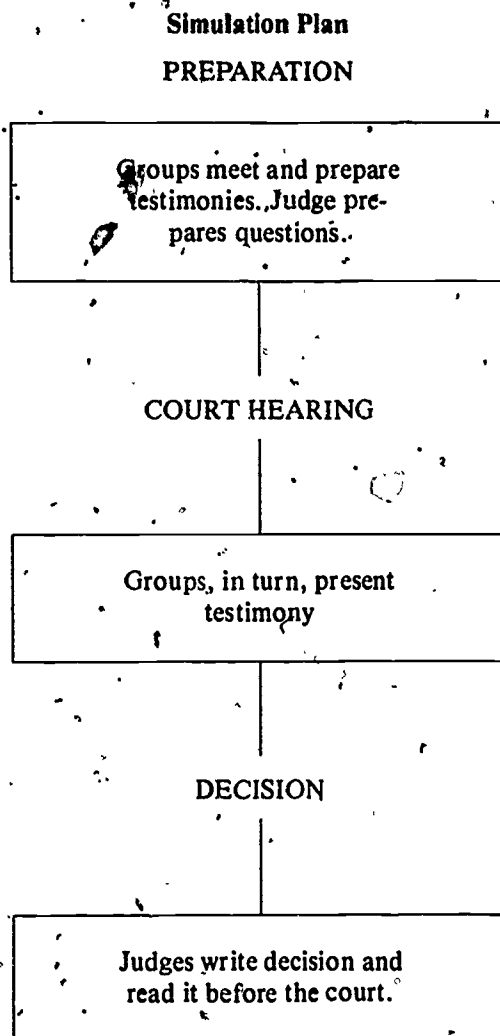 Simulation Plan
PREPARATION
Groups meet and prepare
testimonies. Judge pre-
pares questions.
COURT HEARING
Groups, in turn, present
testimony
DECISION
Judges write decision and
read it before the court.